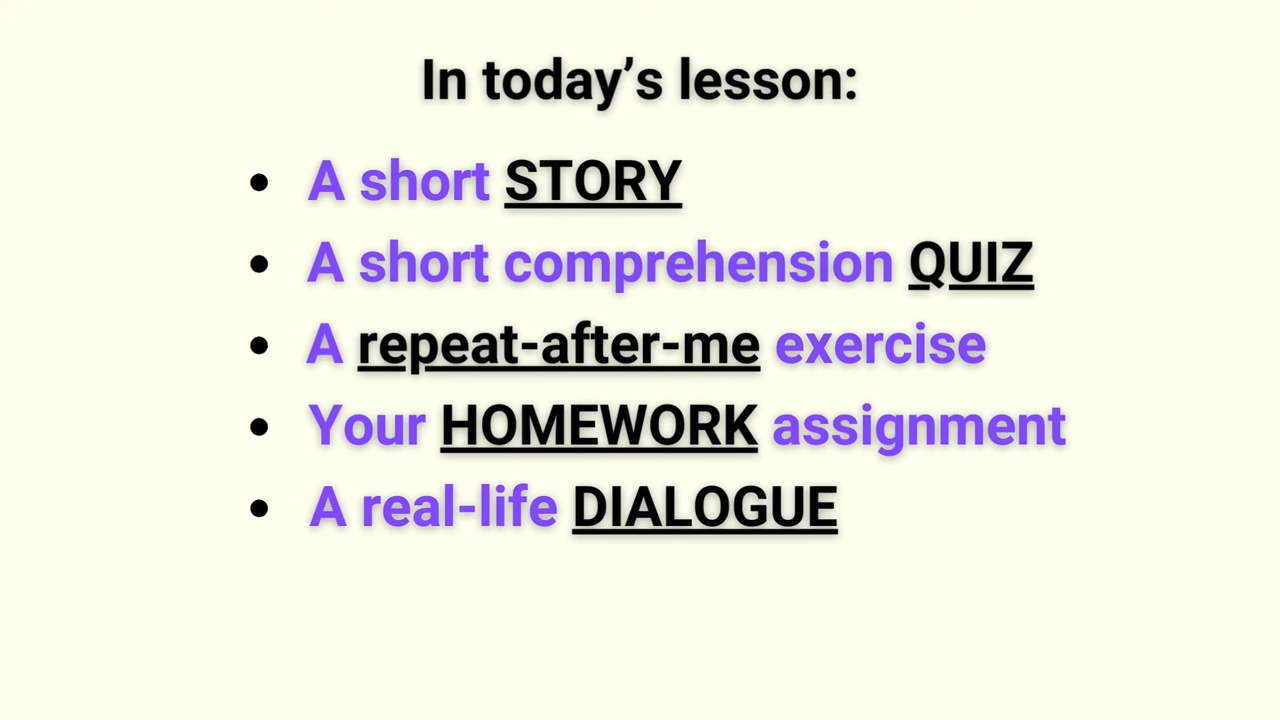 In today’s lesson:
• A short STORY
• A short comprehension QUIZ
• A repeat-after-me exercise
• Your HOMEWORK assignment
• A real-life DIALOGUE